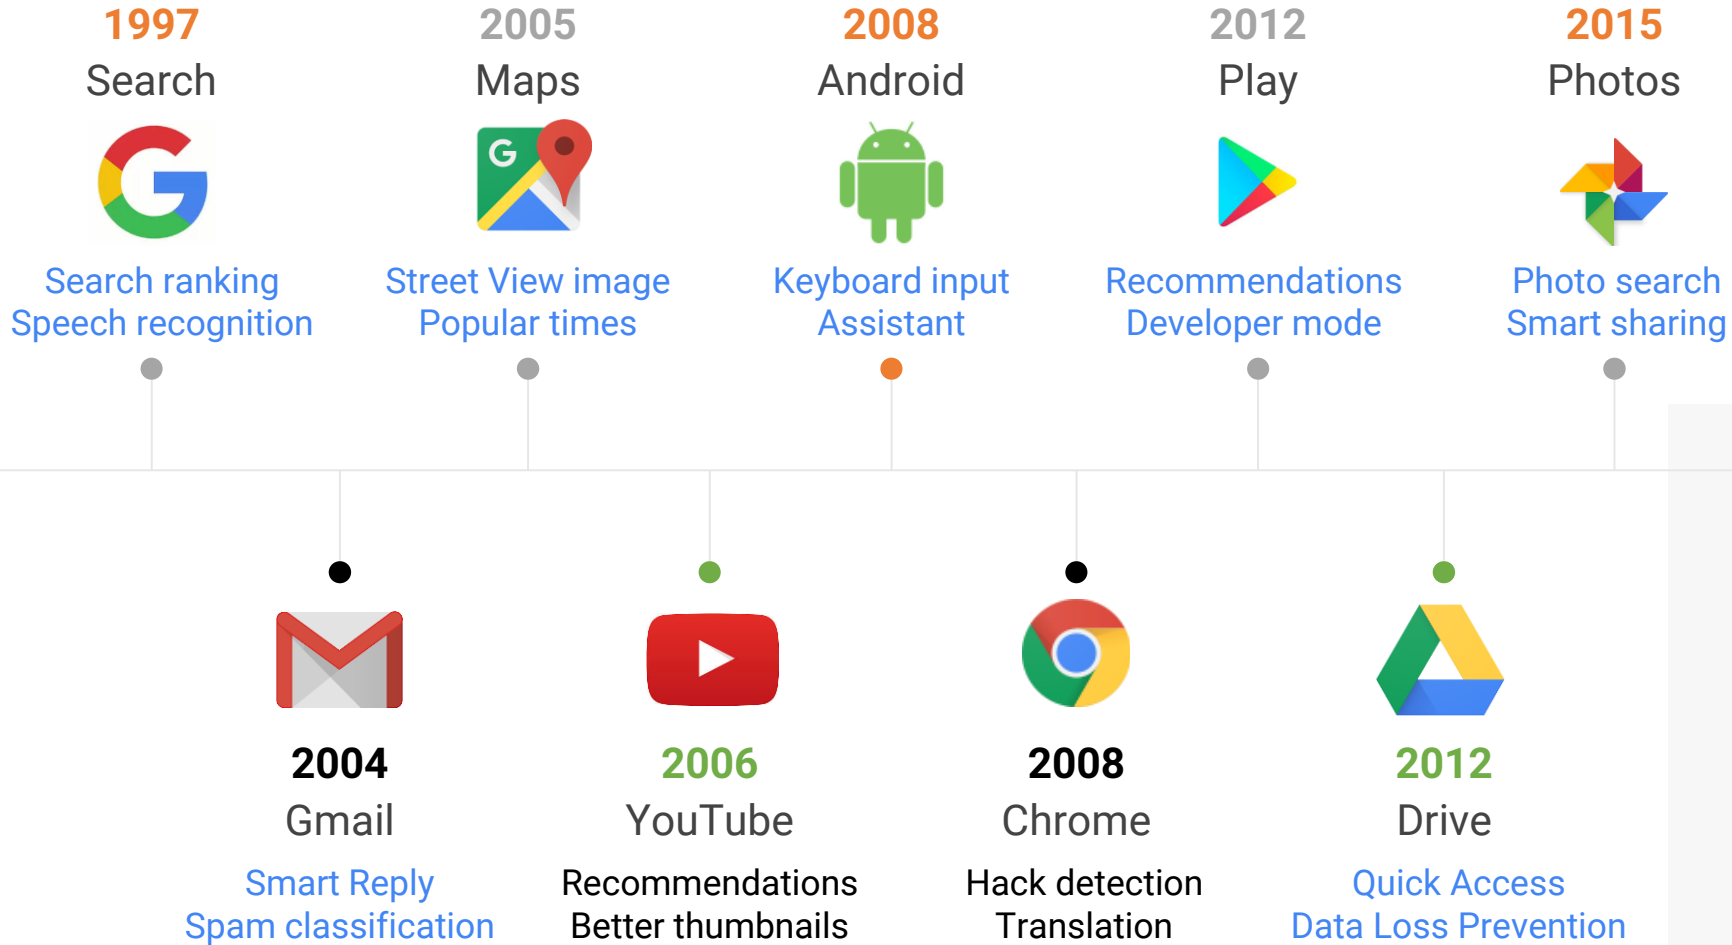 1997
Search
Search ranking
Speech recognition
2005
Maps
G
Street View image
Popular times
2008
Android
Keyboard input
Assistant
2012
Play
Recommendations
Developer mode
2015
Photos
Photo search
Smart sharing
2004
Gmail
Smart Reply
Spam classification
2006
YouTube
Recommendations
Better thumbnails
2008
Chrome
Hack detection
Translation
2012
Drive
Quick Access
Data Loss Prevention